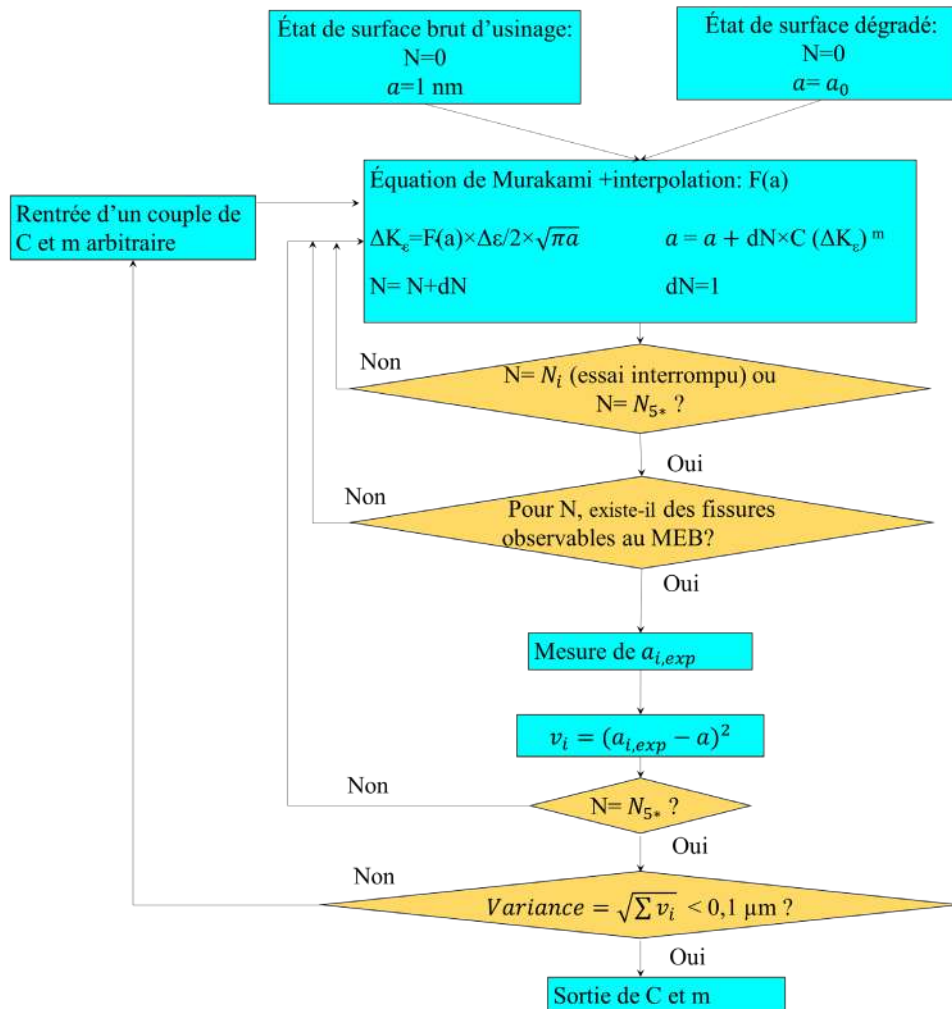 État de surface brut d’usinage:
N=0
a=1 nm
État de surface dégradé:
N=0
a= a₀
Équation de Murakami +interpolation: F(a)
Rentrée d’un couple de
C et m arbitraire
ΔKε=F(a)×Δε/2×√πa
a = a + dN×C (ΔKε) ᵐ
N= N+dN
dN=1
Non
N= Nᵢ (essai interrompu) ou
N= N₅* ?
Oui
Non
Pour N, existe-il des fissures
observables au MEB?
Oui
Mesure de aᵢ,exp
vᵢ = (aᵢ,exp − a)²
Non
N= N₅* ?
Oui
Non
Variance = √∑ vᵢ < 0,1 µm ?
Oui
Sortie de C et m